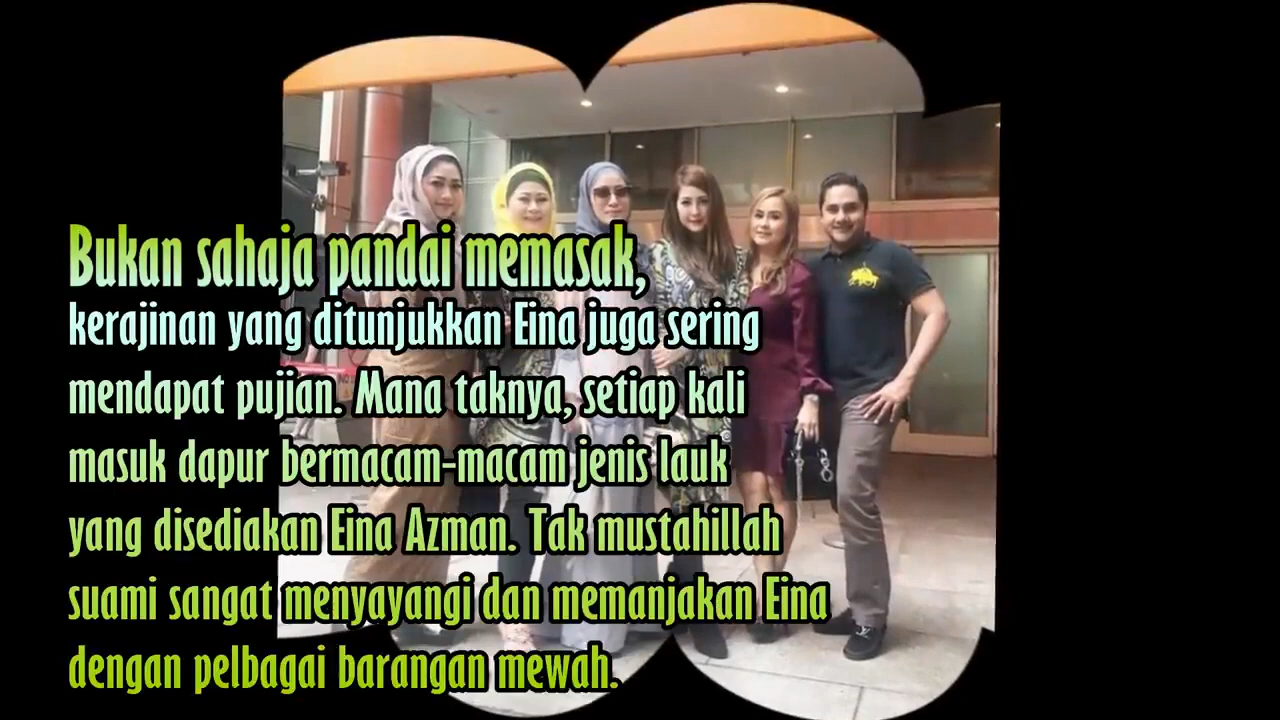 Bukan sahaja pandai memasak,
kerajinan yang ditunjukkan Eina juga sering
mendapat pujian. Mana taknya, setiap kali
masuk dapur bermacam-macam jenis lauk
yang disediakan Eina Azman. Tak mustahillah
suami sangat menyayangi dan memanjakan Eina
dengan pelbagai barangan mewah.